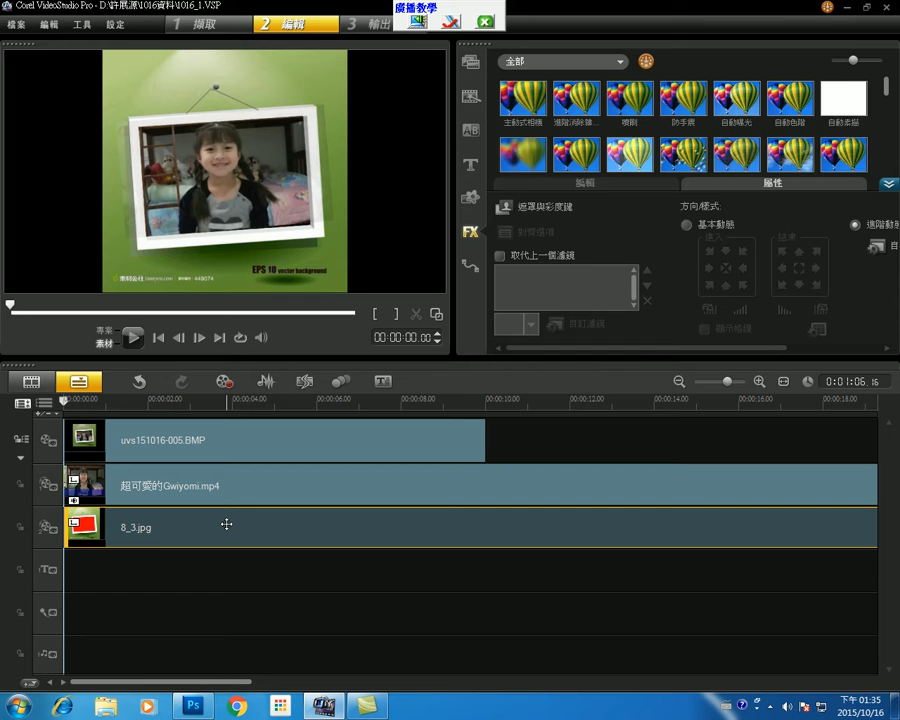 Corel VideoStudio Pro - D:\許展源\1016資料\1016_1.VSP
廣播教學
檔案 編輯 工具 設定
1 擷取
2 編輯
3 輸出
EPS 10 vector background
全部
主動式相機
噴刷
防手震
自動曝光
自動色階
自動素描
編輯
屬性
遮罩與彩度鍵
對齊選項
取代上一個濾鏡
自訂濾鏡
方向/樣式:
基本動態
進階動
進入
結束
顯示格線
自
專案
素材
00:00:00.00
0:01:06.16
00:00:00.00 00:00:02.00 00:00:04.00 00:00:06.00 00:00:08.00 00:00:10.00 00:00:12.00 00:00:14.00 00:00:16.00 00:00:18.00
uvs151016-005.BMP
超可愛的Gwiyomi.mp4
8_3.jpg
下午 01:35
2015/10/16